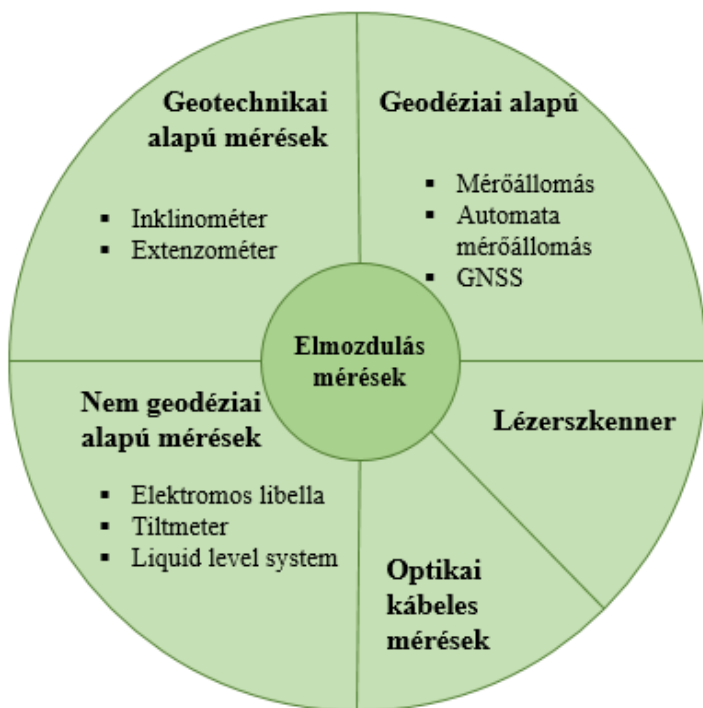 Geotechnikai
alapú mérések
▪ Inklinométer
▪ Extenzométer
Geodéziai alapú
▪ Mérőállomás
▪ Automata
mérőállomás
▪ GNSS
Elmozdulás
mérések
Nem geodéziai
alapú mérések
▪ Elektromos libella
▪ Tiltmeter
▪ Liquid level system
Lézerszkenner
Optikai
kábeles
mérések